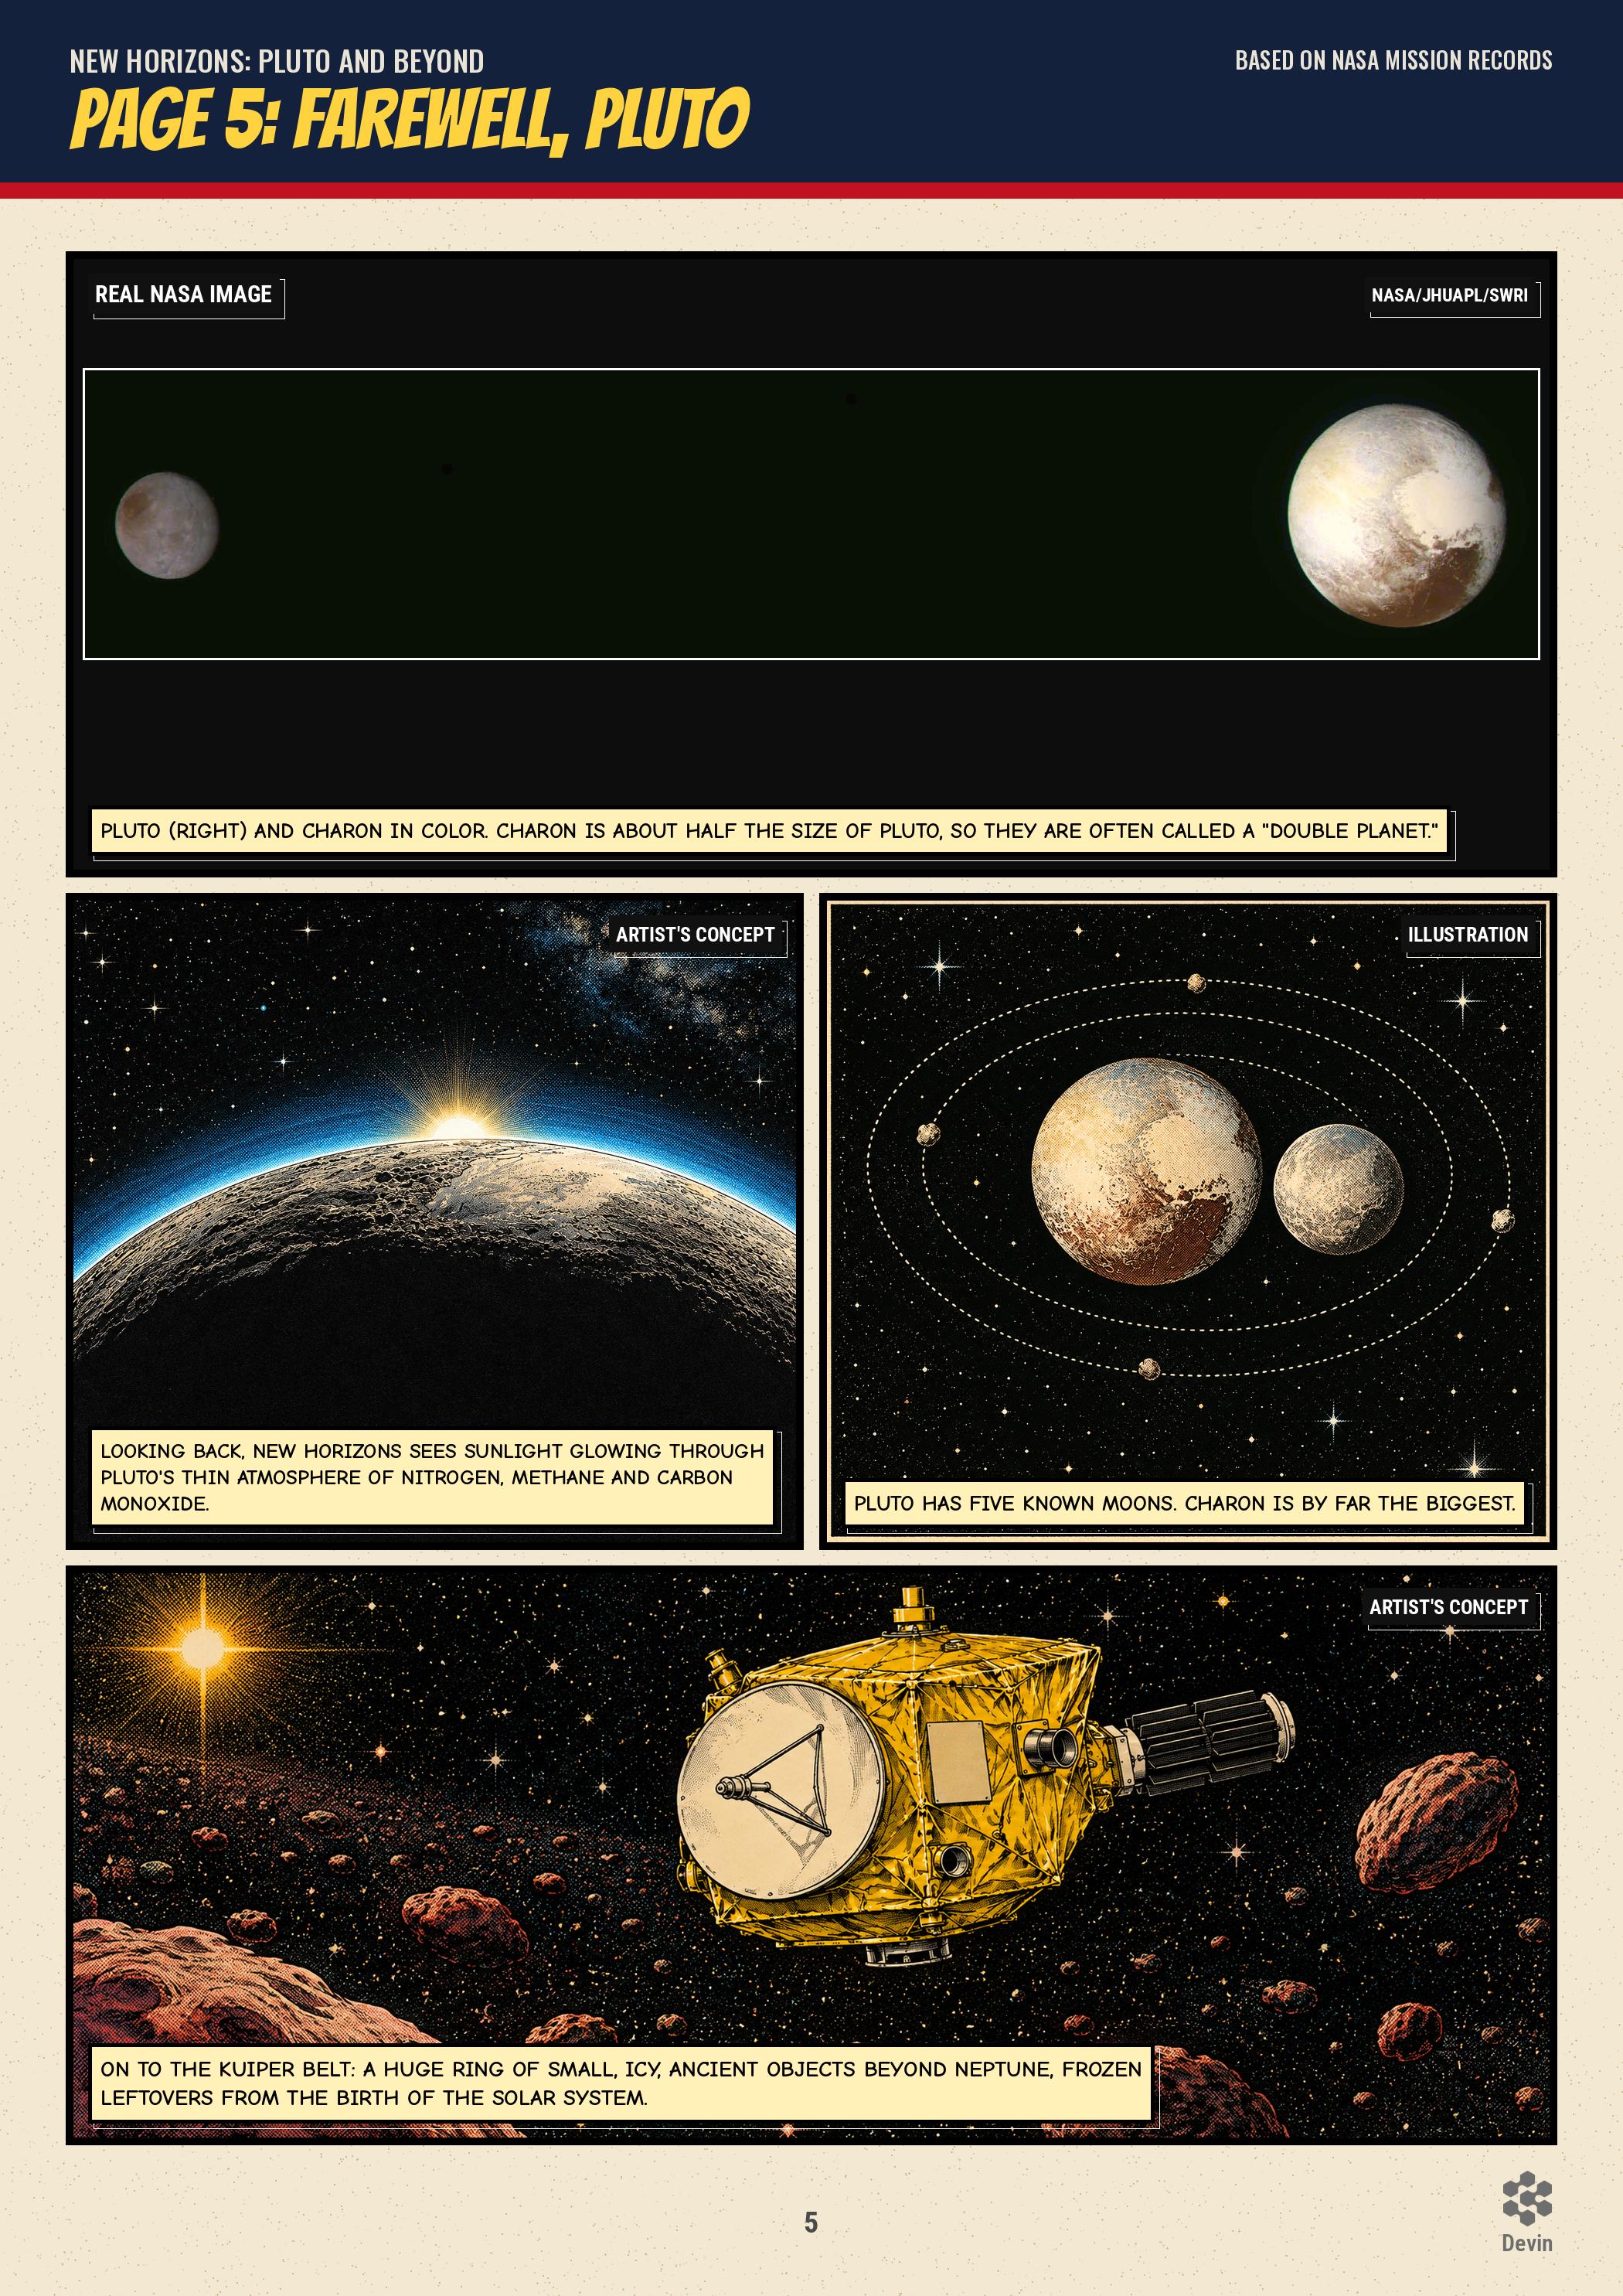 NEW HORIZONS: PLUTO AND BEYOND
BASED ON NASA MISSION RECORDS
PAGE 5: FAREWELL, PLUTO
REAL NASA IMAGE
NASA/JHUAPL/SWRI
PLUTO (RIGHT) AND CHARON IN COLOR. CHARON IS ABOUT HALF THE SIZE OF PLUTO, SO THEY ARE OFTEN CALLED A "DOUBLE PLANET."
ARTIST'S CONCEPT
LOOKING BACK, NEW HORIZONS SEES SUNLIGHT GLOWING THROUGH
PLUTO'S THIN ATMOSPHERE OF NITROGEN, METHANE AND CARBON
MONOXIDE.
ILLUSTRATION
PLUTO HAS FIVE KNOWN MOONS. CHARON IS BY FAR THE BIGGEST.
ARTIST'S CONCEPT
ON TO THE KUIPER BELT: A HUGE RING OF SMALL, ICY, ANCIENT OBJECTS BEYOND NEPTUNE, FROZEN
LEFTOVERS FROM THE BIRTH OF THE SOLAR SYSTEM.
5
Devin